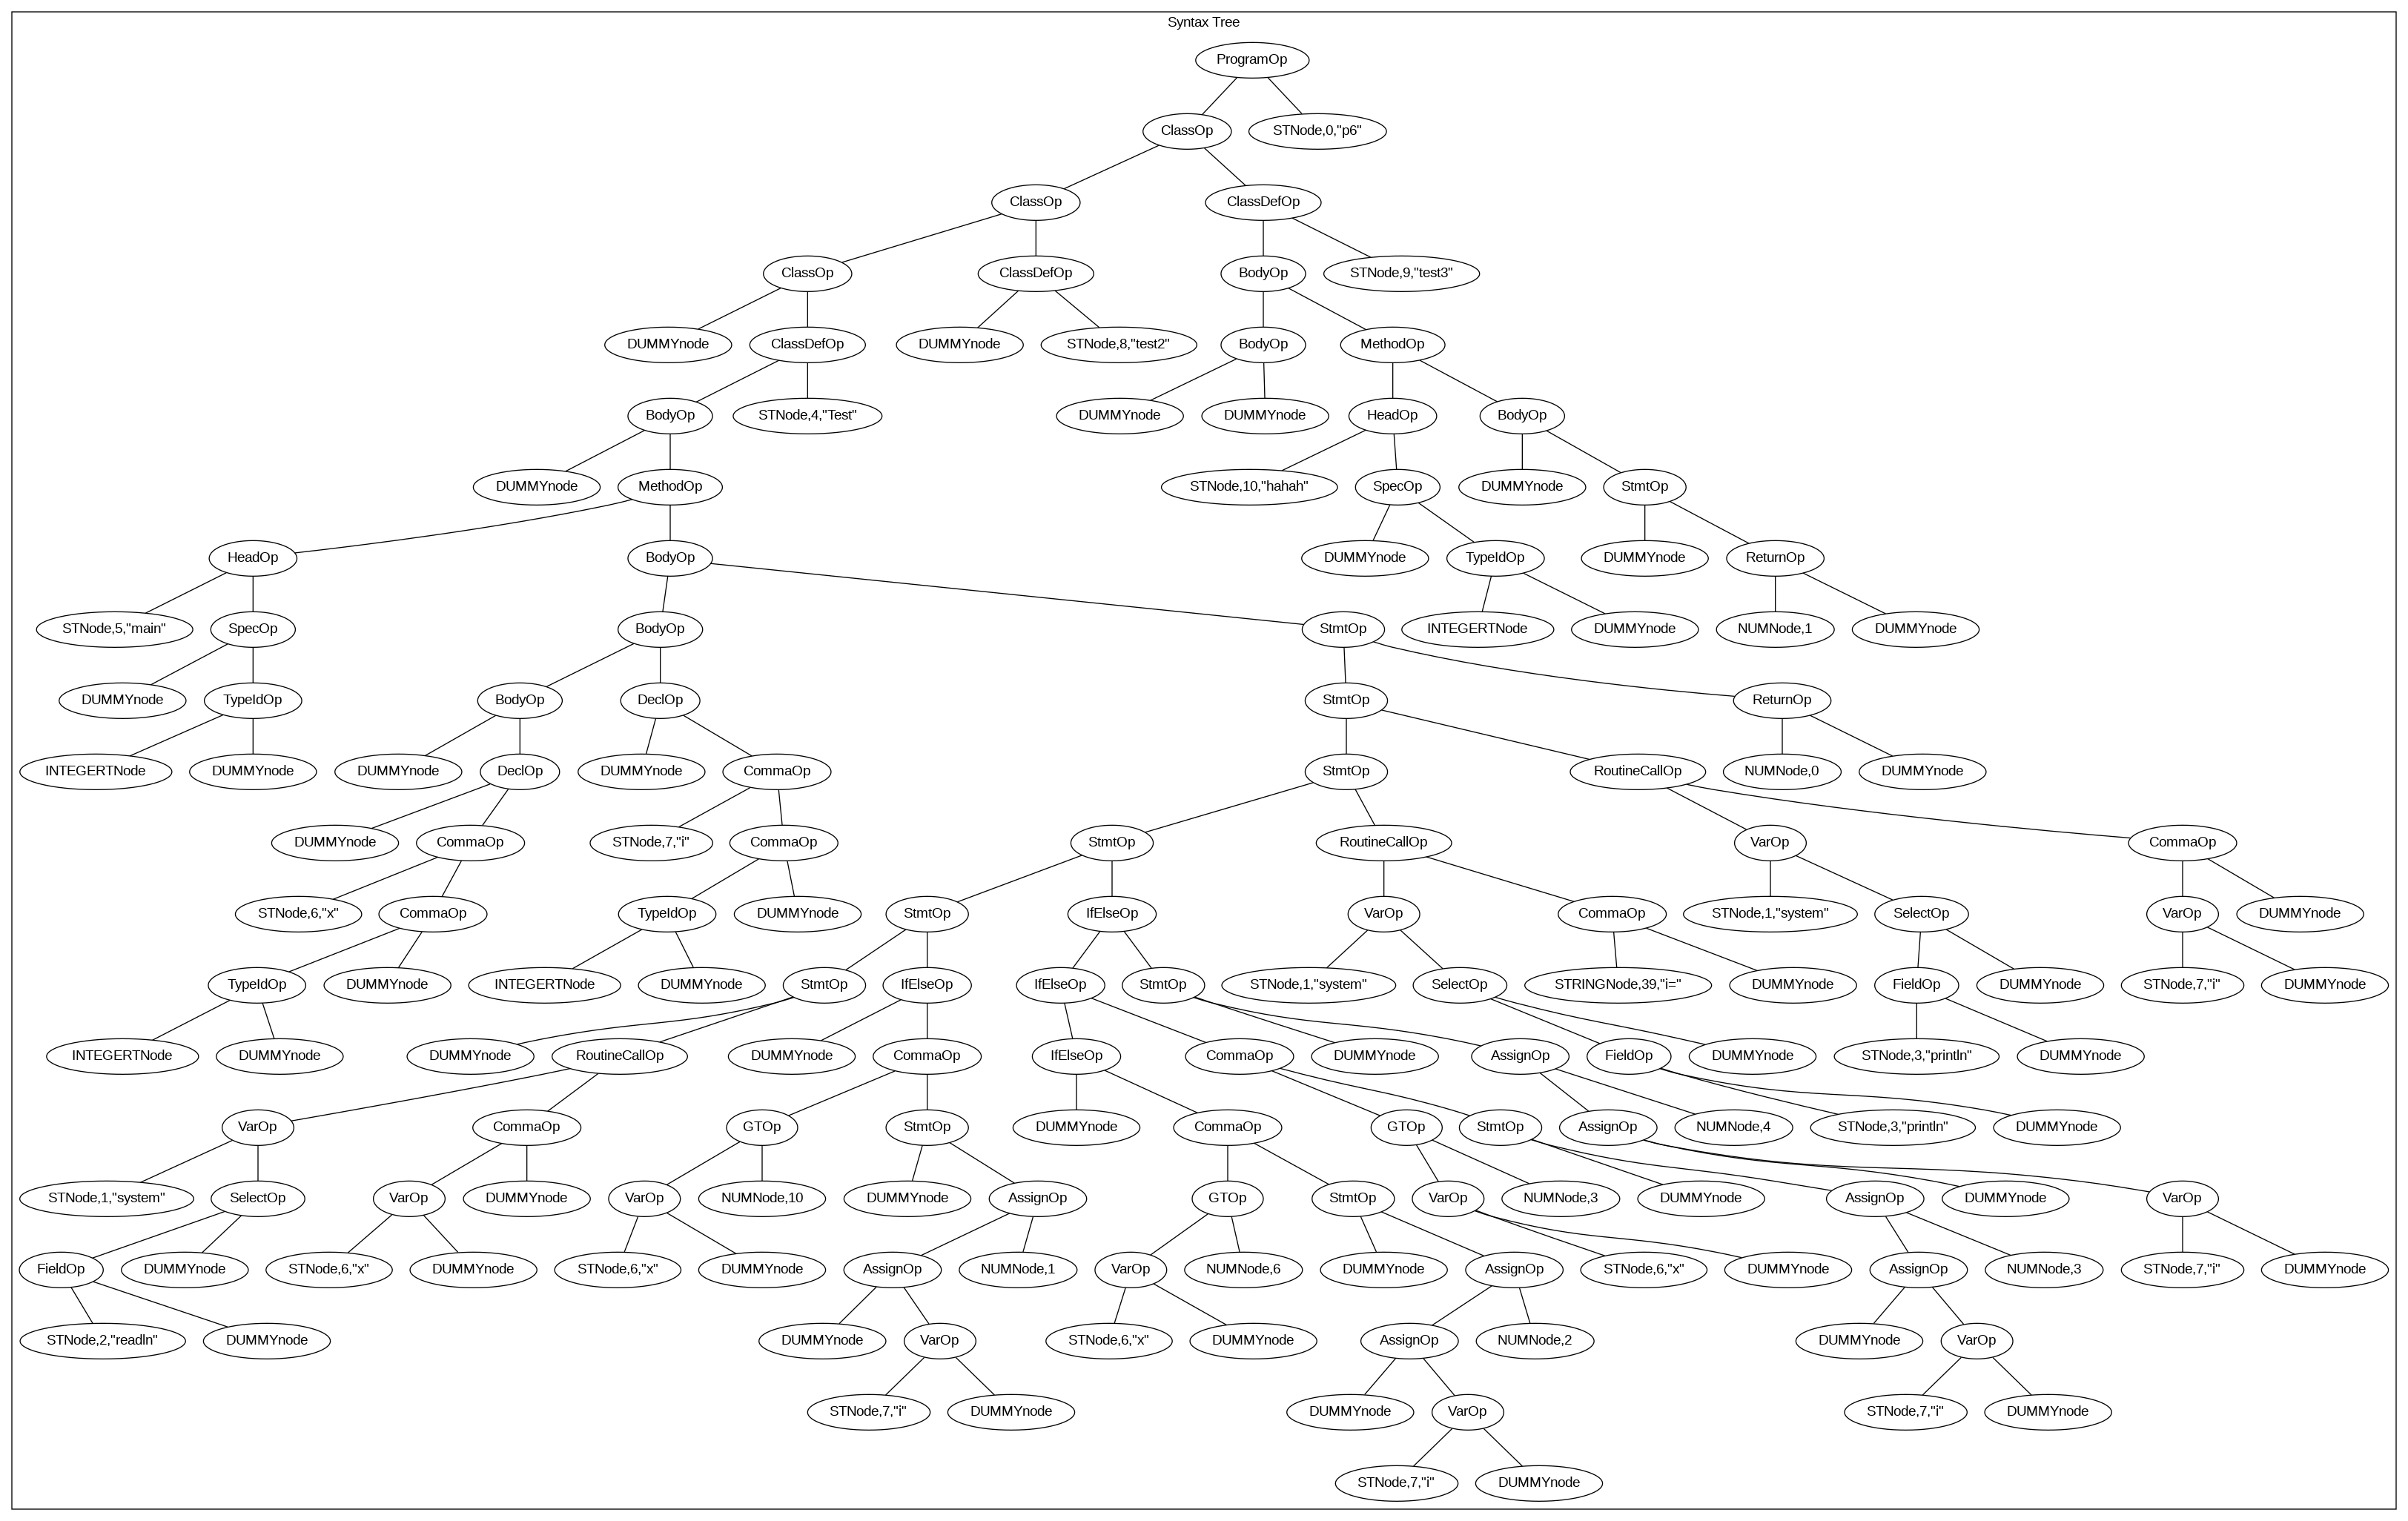 Syntax Tree
ProgramOp
ClassOp STNode,0,"p6"
ClassOp ClassDefOp
ClassOp ClassDefOp BodyOp STNode,9,"test3"
DUMMYnode ClassDefOp DUMMYnode STNode,8,"test2" BodyOp MethodOp
BodyOp STNode,4,"Test" DUMMYnode DUMMYnode HeadOp BodyOp
DUMMYnode MethodOp STNode,10,"hahah" SpecOp DUMMYnode StmtOp
HeadOp BodyOp DUMMYnode TypeIdOp DUMMYnode ReturnOp
STNode,5,"main" SpecOp BodyOp StmtOp INTEGERTNode DUMMYnode NUMNode,1 DUMMYnode
DUMMYnode TypeIdOp BodyOp DeclOp StmtOp ReturnOp
INTEGERTNode DUMMYnode DUMMYnode DeclOp DUMMYnode CommaOp StmtOp RoutineCallOp NUMNode,0 DUMMYnode
DUMMYnode CommaOp STNode,7,"i" CommaOp StmtOp RoutineCallOp VarOp CommaOp
STNode,6,"x" CommaOp TypeIdOp DUMMYnode StmtOp IfElseOp VarOp CommaOp STNode,1,"system" SelectOp VarOp DUMMYnode
TypeIdOp DUMMYnode INTEGERTNode DUMMYnode StmtOp IfElseOp IfElseOp StmtOp STNode,1,"system" SelectOp STRINGNode,39,"i=" DUMMYnode FieldOp DUMMYnode STNode,7,"i" DUMMYnode
INTEGERTNode DUMMYnode DUMMYnode RoutineCallOp DUMMYnode CommaOp IfElseOp CommaOp DUMMYnode AssignOp FieldOp DUMMYnode STNode,3,"println" DUMMYnode
VarOp CommaOp GTOp StmtOp DUMMYnode CommaOp GTOp StmtOp AssignOp NUMNode,4 STNode,3,"println" DUMMYnode
STNode,1,"system" SelectOp VarOp DUMMYnode VarOp NUMNode,10 DUMMYnode AssignOp GTOp StmtOp VarOp NUMNode,3 DUMMYnode AssignOp DUMMYnode VarOp
FieldOp DUMMYnode STNode,6,"x" DUMMYnode STNode,6,"x" DUMMYnode AssignOp NUMNode,1 VarOp NUMNode,6 DUMMYnode AssignOp STNode,6,"x" DUMMYnode AssignOp NUMNode,3 STNode,7,"i" DUMMYnode
STNode,2,"readln" DUMMYnode DUMMYnode VarOp STNode,6,"x" DUMMYnode AssignOp NUMNode,2 DUMMYnode VarOp
STNode,7,"i" DUMMYnode DUMMYnode VarOp STNode,7,"i" DUMMYnode
STNode,7,"i" DUMMYnode